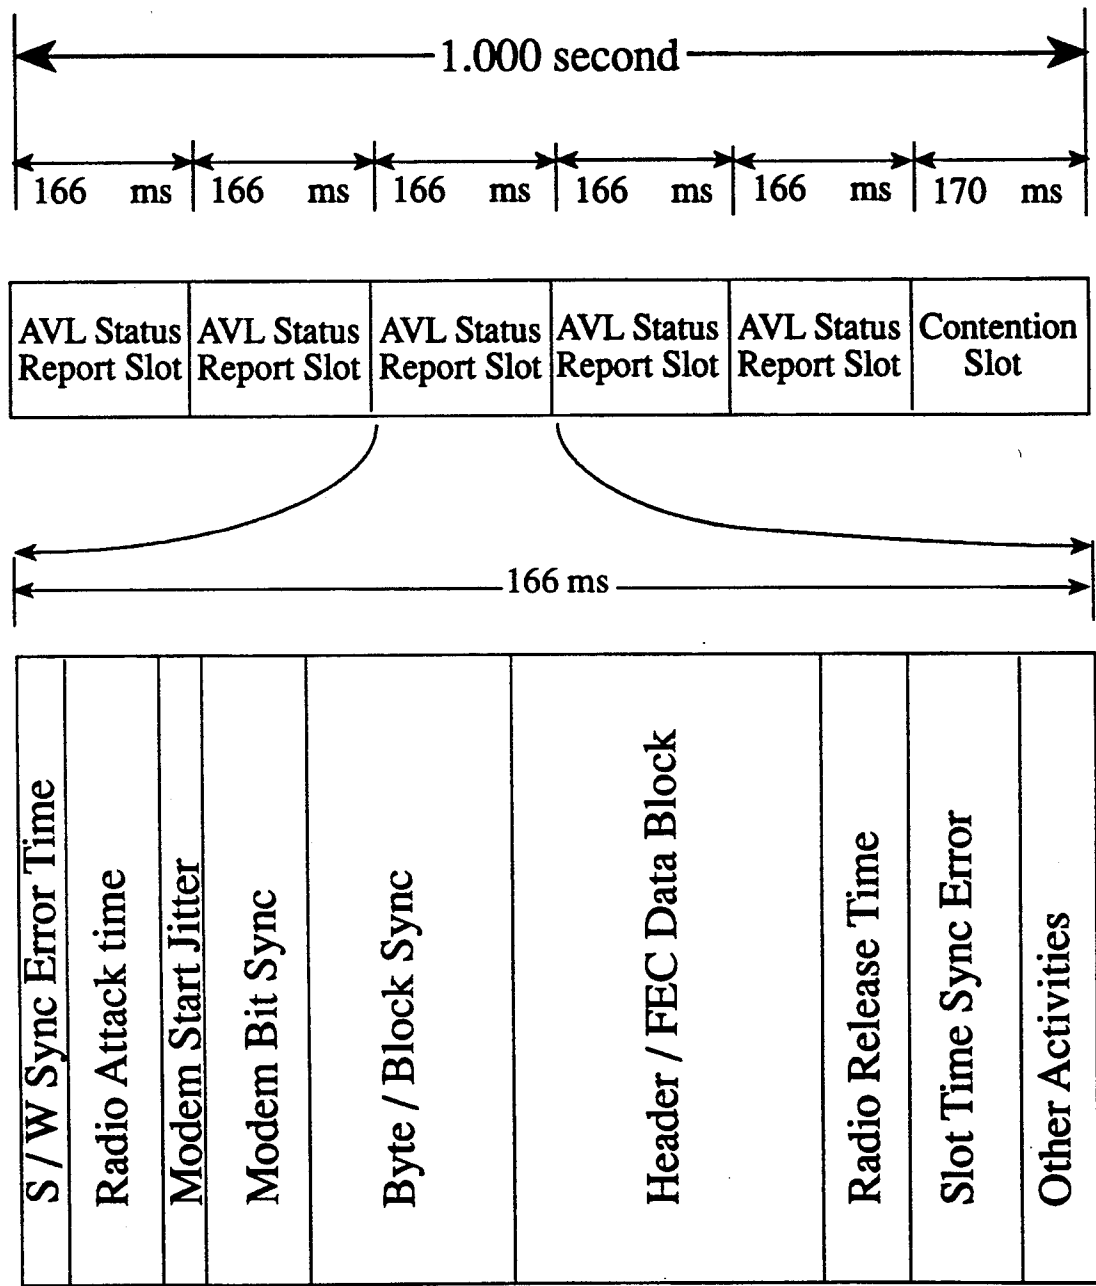 1.000 second
166 ms
166 ms
166 ms
166 ms
166 ms
170 ms
AVL Status
Report Slot
AVL Status
Report Slot
AVL Status
Report Slot
AVL Status
Report Slot
AVL Status
Report Slot
Contention
Slot
166 ms
S / W Sync Error Time
Radio Attack time
Modem Start Jitter
Modem Bit Sync
Byte / Block Sync
Header / FEC Data Block
Radio Release Time
Slot Time Sync Error
Other Activities